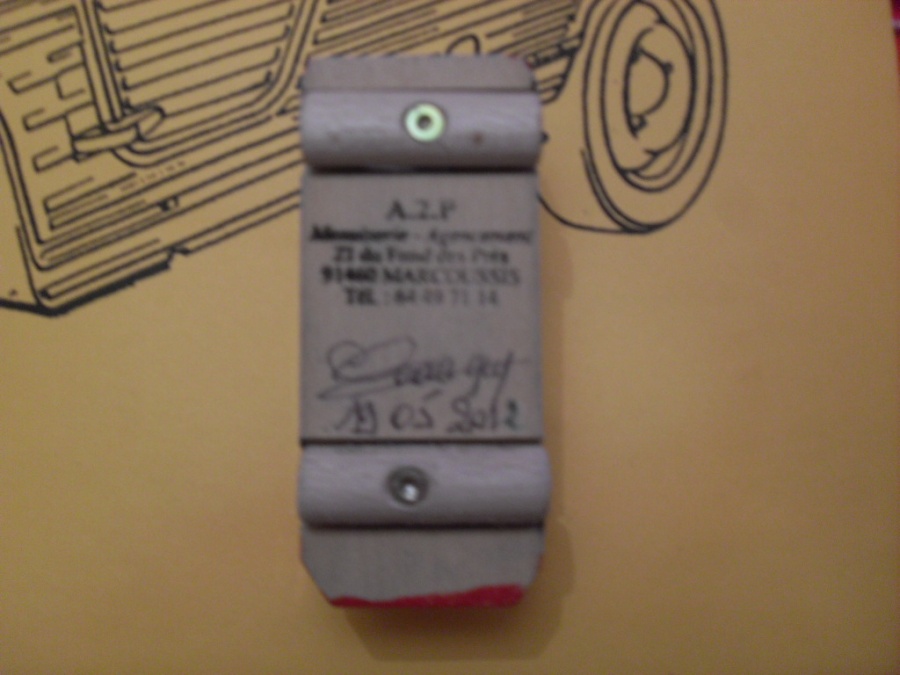 A.2.P
Menuiserie - Agencement
21 du Fond des Prés
91460 MARCOUSSIS
Tél. : 64 49 71 14
19 05 2012